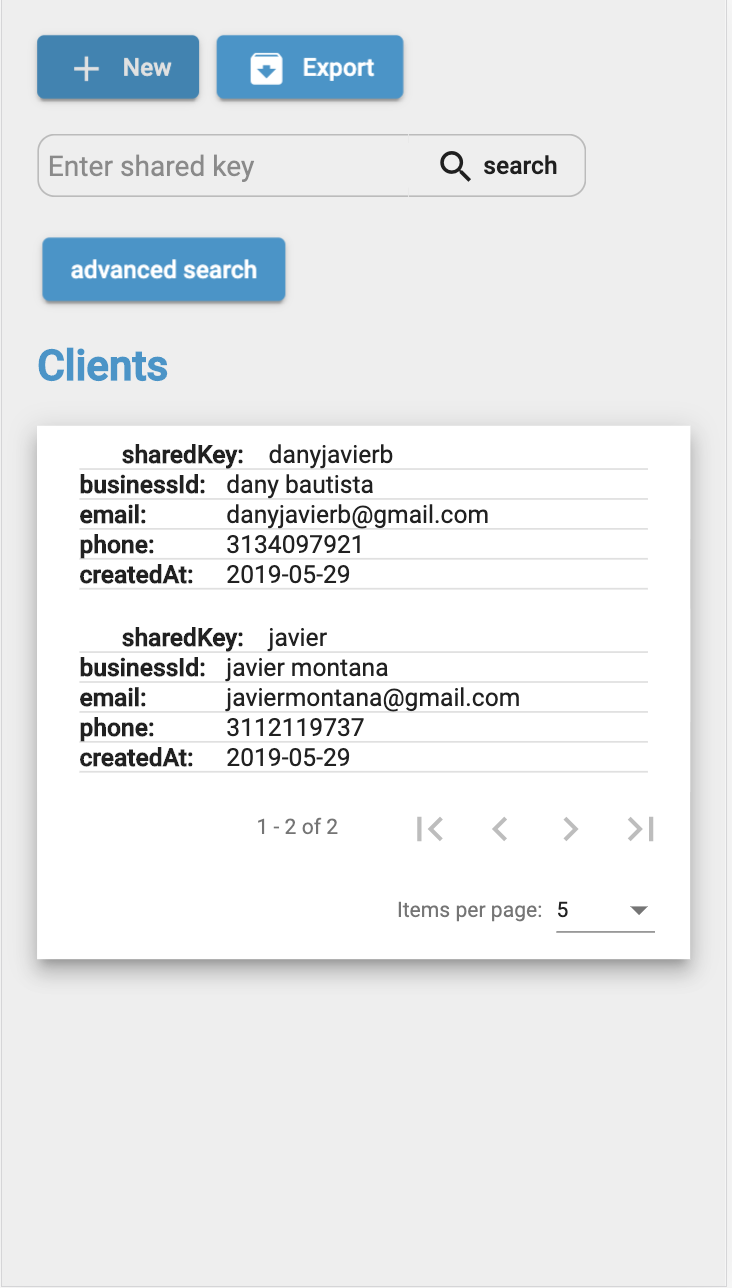 New Export
Enter shared key search
advanced search
Clients
sharedKey: danyjavierb
businessId: dany bautista
email: danyjavierb@gmail.com
phone: 3134097921
createdAt: 2019-05-29
sharedKey: javier
businessId: javier montana
email: javiermontana@gmail.com
phone: 3112119737
createdAt: 2019-05-29
1 - 2 of 2
Items per page: 5